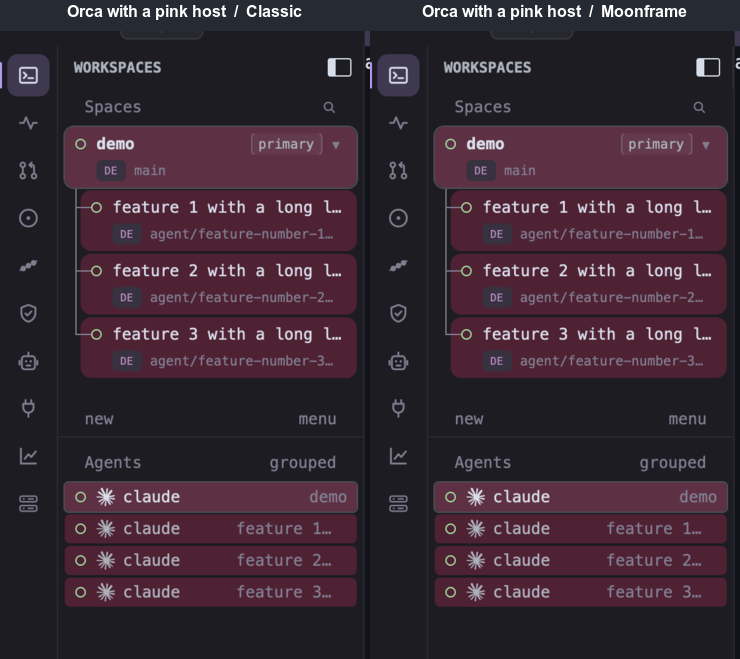 Orca with a pink host / Classic
WORKSPACES
Spaces
demo primary ▼
DE main
feature 1 with a long l…
DE agent/feature-number-1…
feature 2 with a long l…
DE agent/feature-number-2…
feature 3 with a long l…
DE agent/feature-number-3…
new menu
Agents grouped
claude demo
claude feature 1…
claude feature 2…
claude feature 3…
Orca with a pink host / Moonframe
WORKSPACES
Spaces
demo primary ▼
DE main
feature 1 with a long l…
DE agent/feature-number-1…
feature 2 with a long l…
DE agent/feature-number-2…
feature 3 with a long l…
DE agent/feature-number-3…
new menu
Agents grouped
claude demo
claude feature 1…
claude feature 2…
claude feature 3…